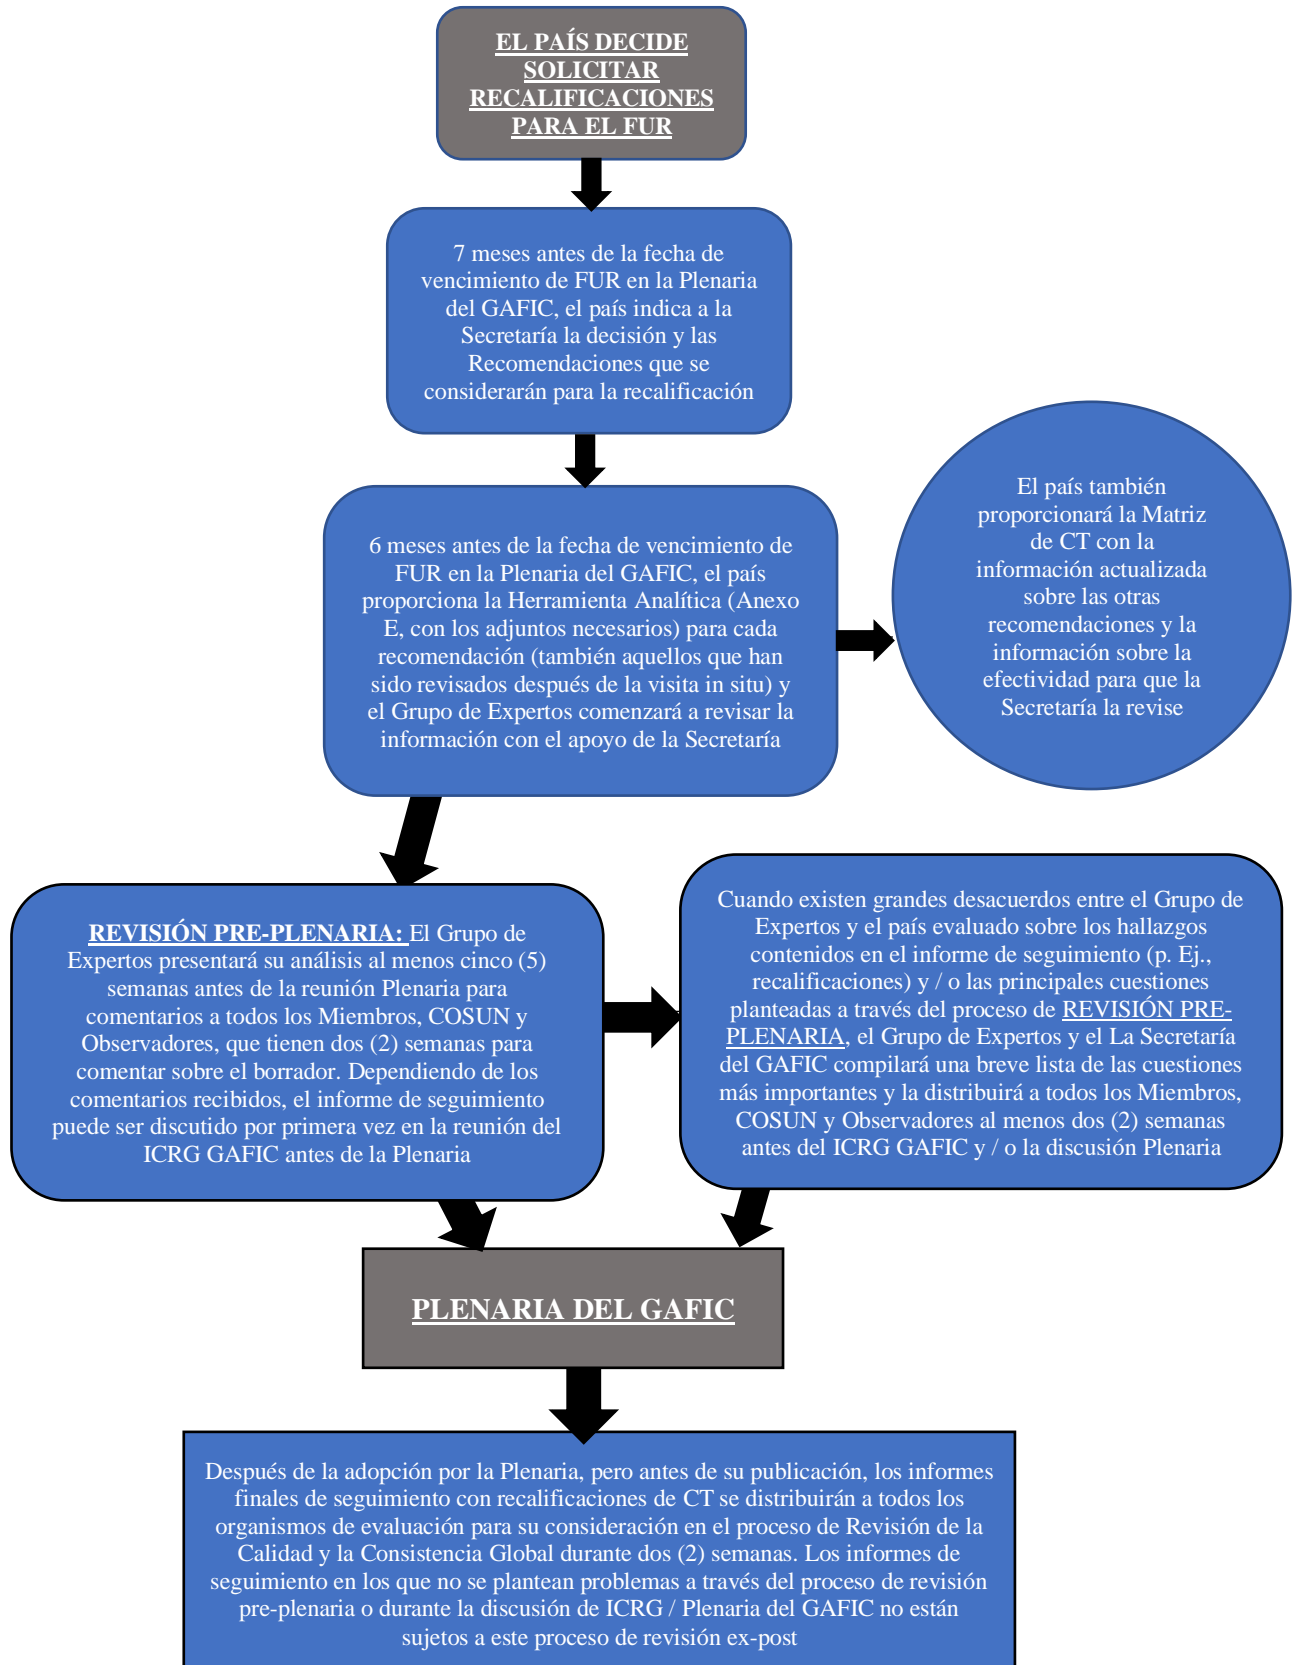 EL PAÍS DECIDE
SOLICITAR
RECALIFICACIONES
PARA EL FUR
7 meses antes de la fecha de
vencimiento de FUR en la Plenaria
del GAFIC, el país indica a la
Secretaría la decisión y las
Recomendaciones que se
considerarán para la recalificación
6 meses antes de la fecha de vencimiento de
FUR en la Plenaria del GAFIC, el país
proporciona la Herramienta Analítica (Anexo
E, con los adjuntos necesarios) para cada
recomendación (también aquellos que han
sido revisados después de la visita in situ) y
el Grupo de Expertos comenzará a revisar la
información con el apoyo de la Secretaría
El país también
proporcionará la Matriz
de CT con la
información actualizada
sobre las otras
recomendaciones y la
información sobre la
efectividad para que la
Secretaría la revise
REVISIÓN PRE-PLENARIA: El Grupo de
Expertos presentará su análisis al menos cinco (5)
semanas antes de la reunión Plenaria para
comentarios a todos los Miembros, COSUN y
Observadores, que tienen dos (2) semanas para
comentar sobre el borrador. Dependiendo de los
comentarios recibidos, el informe de seguimiento
puede ser discutido por primera vez en la reunión del
ICRG GAFIC antes de la Plenaria
Cuando existen grandes desacuerdos entre el Grupo de
Expertos y el país evaluado sobre los hallazgos
contenidos en el informe de seguimiento (p. Ej.,
recalificaciones) y / o las principales cuestiones
planteadas a través del proceso de REVISIÓN PRE-
PLENARIA, el Grupo de Expertos y el La Secretaría
del GAFIC compilará una breve lista de las cuestiones
más importantes y la distribuirá a todos los Miembros,
COSUN y Observadores al menos dos (2) semanas
antes del ICRG GAFIC y / o la discusión Plenaria
PLENARIA DEL GAFIC
Después de la adopción por la Plenaria, pero antes de su publicación, los informes
finales de seguimiento con recalificaciones de CT se distribuirán a todos los
organismos de evaluación para su consideración en el proceso de Revisión de la
Calidad y la Consistencia Global durante dos (2) semanas. Los informes de
seguimiento en los que no se plantean problemas a través del proceso de revisión
pre-plenaria o durante la discusión de ICRG / Plenaria del GAFIC no están
sujetos a este proceso de revisión ex-post